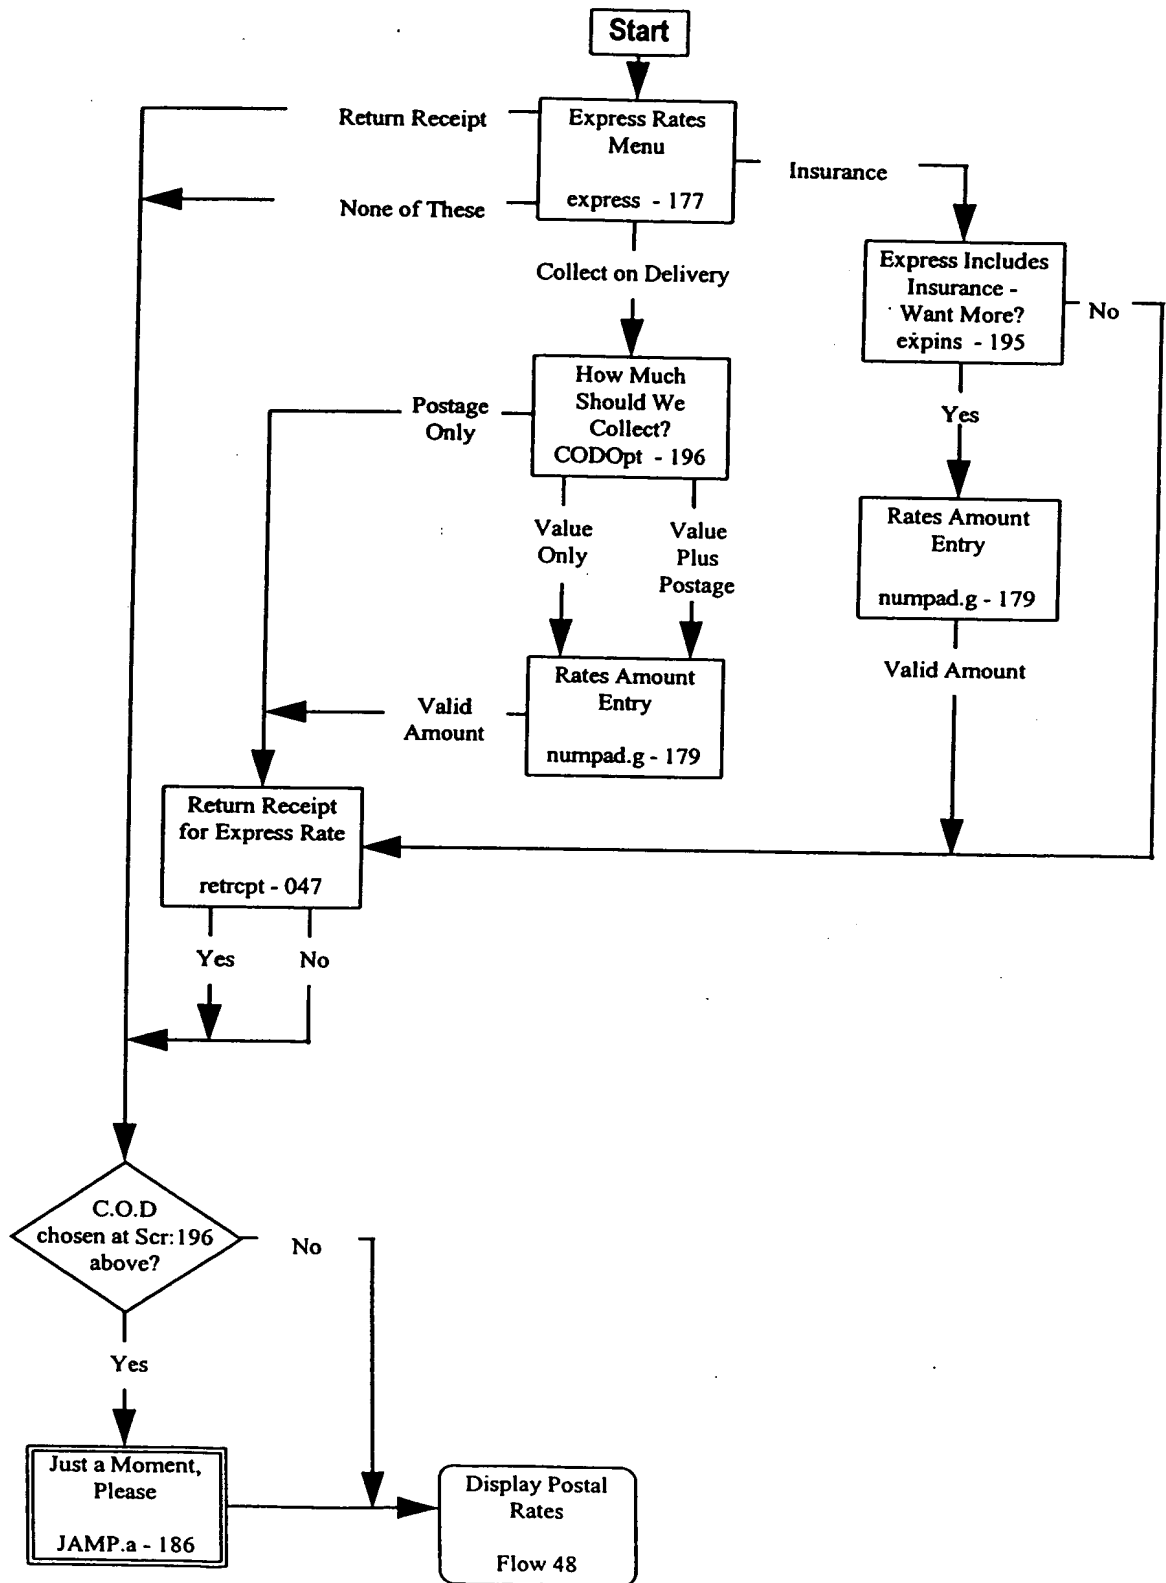 Start
Return Receipt
Express Rates
Menu
express - 177
None of These
Insurance
Collect on Delivery
Express Includes
Insurance -
Want More?
expins - 195
No
How Much
Should We
Collect?
CODOpt - 196
Postage
Only
Yes
Value
Only
Value
Plus
Postage
Rates Amount
Entry
numpad.g - 179
Valid Amount
Rates Amount
Entry
numpad.g - 179
Valid
Amount
Return Receipt
for Express Rate
retrcpt - 047
Yes
No
C.O.D
chosen at Scr:196
above?
No
Yes
Just a Moment,
Please
JAMP.a - 186
Display Postal
Rates
Flow 48